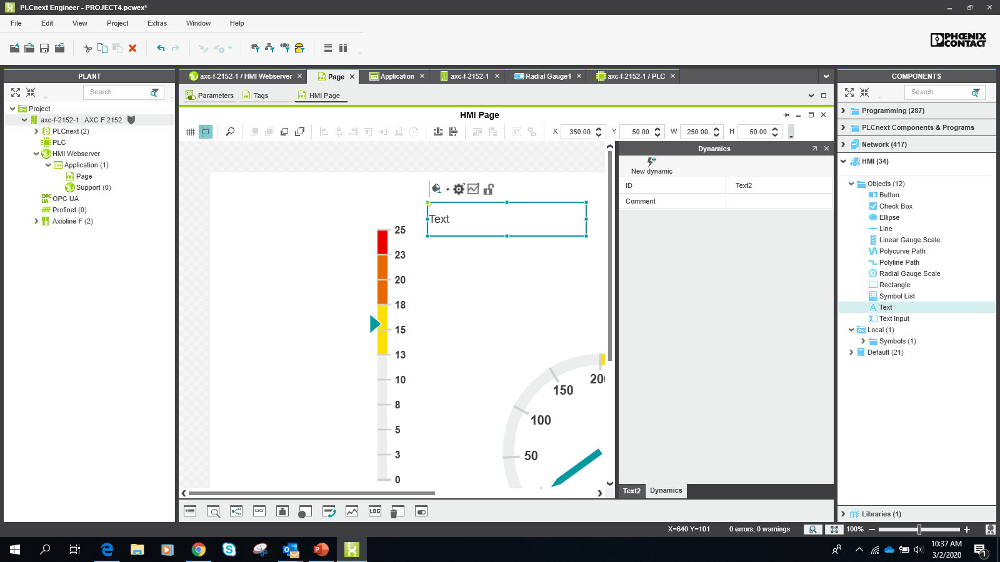 PLCnext Engineer - PROJECT4.pcwex*
File Edit View Project Extras Window Help
PHŒNIX
CONTACT
PLANT
Search
Project
axc-f-2152-1 : AXC F 2152
PLCnext (2)
PLC
HMI Webserver
Application (1)
Page
Support (0)
OPC UA OPC UA
Profinet (0)
Axioline F (2)
axc-f-2152-1 / HMI Webserver Page Application axc-f-2152-1 Radial Gauge1 axc-f-2152-1 / PLC
Parameters Tags HMI Page
HMI Page
X 350.00 Y 50.00 W 250.00 H 50.00
Text
25
23
20
18
15
13
10
8
5
3
0
200
150
100
50
Dynamics
New dynamic
ID Text2
Comment
Text2 Dynamics
LOG
COMPONENTS
Search
Programming (287)
PLCnext Components & Programs
Network (417)
HMI (34)
Objects (12)
Button
Check Box
Ellipse
Line
Linear Gauge Scale
Polycurve Path
Polyline Path
Radial Gauge Scale
Rectangle
Symbol List
Text
Text Input
Local (1)
Symbols (1)
Default (21)
Libraries (1)
X=640 Y=101 0 errors, 0 warnings 100%
10:37 AM
3/2/2020
1